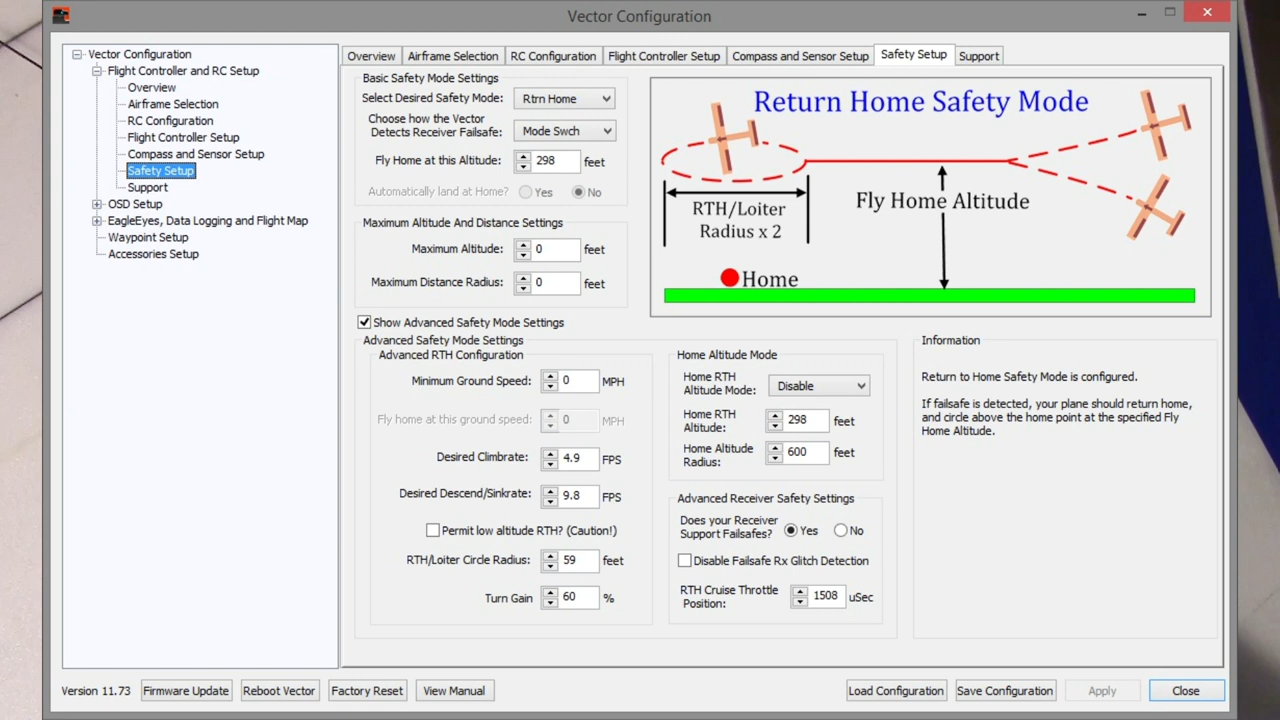 Vector Configuration
Vector Configuration
Flight Controller and RC Setup
Overview
Airframe Selection
RC Configuration
Flight Controller Setup
Compass and Sensor Setup
Safety Setup
Support
OSD Setup
EagleEyes, Data Logging and Flight Map
Waypoint Setup
Accessories Setup
Overview
Airframe Selection
RC Configuration
Flight Controller Setup
Compass and Sensor Setup
Safety Setup
Support
Basic Safety Mode Settings
Select Desired Safety Mode: Rtrn Home
Choose how the Vector
Detects Receiver Failsafe: Mode Swch
Fly Home at this Altitude: 298 feet
Automatically land at Home? Yes No
Maximum Altitude And Distance Settings
Maximum Altitude: 0 feet
Maximum Distance Radius: 0 feet
Return Home Safety Mode
RTH/Loiter
Radius x 2
Fly Home Altitude
Home
Show Advanced Safety Mode Settings
Advanced Safety Mode Settings
Advanced RTH Configuration
Minimum Ground Speed: 0 MPH
Fly home at this ground speed: 0 MPH
Desired Climbrate: 4.9 FPS
Desired Descend/Sinkrate: 9.8 FPS
Permit low altitude RTH? (Caution!)
RTH/Loiter Circle Radius: 59 feet
Turn Gain 60 %
Home Altitude Mode
Home RTH
Altitude Mode: Disable
Home RTH
Altitude: 298 feet
Home Altitude
Radius: 600 feet
Advanced Receiver Safety Settings
Does your Receiver
Support Failsafes? Yes No
Disable Failsafe Rx Glitch Detection
RTH Cruise Throttle
Position: 1508 uSec
Information
Return to Home Safety Mode is configured.
If failsafe is detected, your plane should return home,
and circle above the home point at the specified Fly
Home Altitude.
Version 11.73 Firmware Update Reboot Vector Factory Reset View Manual Load Configuration Save Configuration Apply Close